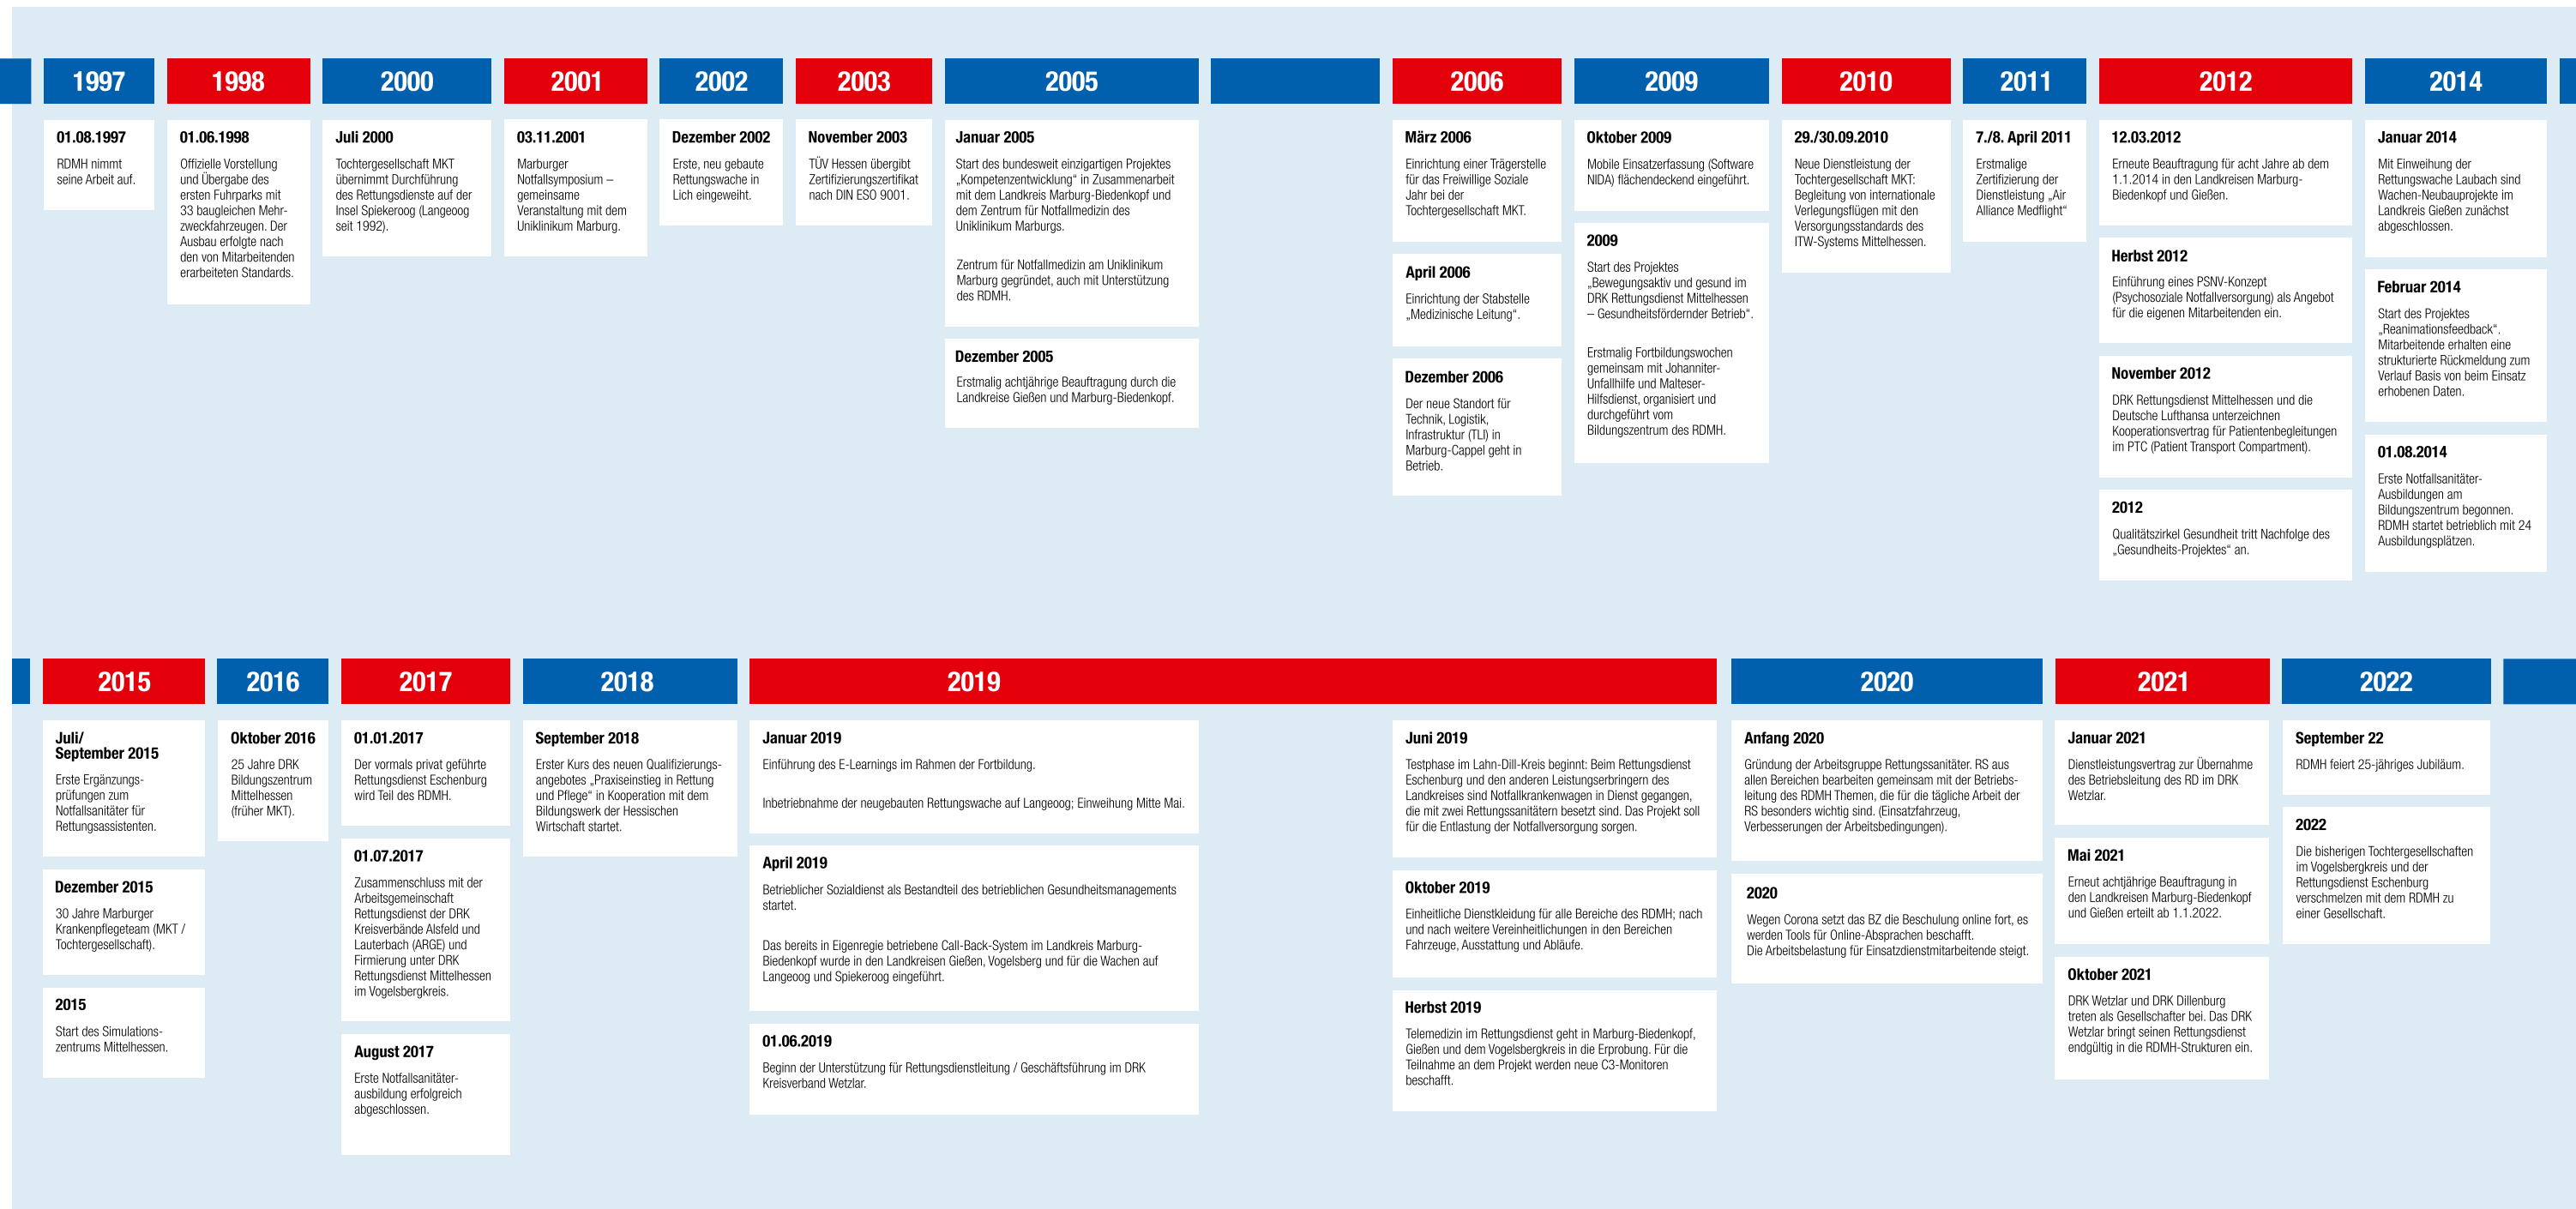 1997
01.08.1997
RDMH nimmt
seine Arbeit auf.
1998
01.06.1998
Offizielle Vorstellung
und Übergabe des
ersten Fuhrparks mit
33 baugleichen Mehr-
zweckfahrzeugen. Der
Ausbau erfolgte nach
den von Mitarbeitenden
erarbeiteten Standards.
2000
Juli 2000
Tochtergesellschaft MKT
übernimmt Durchführung
des Rettungsdienste auf der
Insel Spiekeroog (Langeoog
seit 1992).
2001
03.11.2001
Marburger
Notfallsymposium –
gemeinsame
Veranstaltung mit dem
Uniklinikum Marburg.
2002
Dezember 2002
Erste, neu gebaute
Rettungswache in
Lich eingeweiht.
2003
November 2003
TÜV Hessen übergibt
Zertifizierungszertifikat
nach DIN ESO 9001.
2005
Januar 2005
Start des bundesweit einzigartigen Projektes
„Kompetenzentwicklung“ in Zusammenarbeit
mit dem Landkreis Marburg-Biedenkopf und
dem Zentrum für Notfallmedizin des
Uniklinikum Marburgs.
Zentrum für Notfallmedizin am Uniklinikum
Marburg gegründet, auch mit Unterstützung
des RDMH.
Dezember 2005
Erstmalig achtjährige Beauftragung durch die
Landkreise Gießen und Marburg-Biedenkopf.
2006
März 2006
Einrichtung einer Trägerstelle
für das Freiwillige Soziale
Jahr bei der
Tochtergesellschaft MKT.
April 2006
Einrichtung der Stabstelle
„Medizinische Leitung“.
Dezember 2006
Der neue Standort für
Technik, Logistik,
Infrastruktur (TLI) in
Marburg-Cappel geht in
Betrieb.
2009
Oktober 2009
Mobile Einsatzerfassung (Software
NIDA) flächendeckend eingeführt.
2009
Start des Projektes
„Bewegungsaktiv und gesund im
DRK Rettungsdienst Mittelhessen
– Gesundheitsfördernder Betrieb“.
Erstmalig Fortbildungswochen
gemeinsam mit Johanniter-
Unfallhilfe und Malteser-
Hilfsdienst, organisiert und
durchgeführt vom
Bildungszentrum des RDMH.
2010
29./30.09.2010
Neue Dienstleistung der
Tochtergesellschaft MKT:
Begleitung von internationale
Verlegungsflügen mit den
Versorgungsstandards des
ITW-Systems Mittelhessen.
2011
7./8. April 2011
Erstmalige
Zertifizierung der
Dienstleistung „Air
Alliance Medflight“
2012
12.03.2012
Erneute Beauftragung für acht Jahre ab dem
1.1.2014 in den Landkreisen Marburg-
Biedenkopf und Gießen.
Herbst 2012
Einführung eines PSNV-Konzept
(Psychosoziale Notfallversorgung) als Angebot
für die eigenen Mitarbeitenden ein.
November 2012
DRK Rettungsdienst Mittelhessen und die
Deutsche Lufthansa unterzeichnen
Kooperationsvertrag für Patientenbegleitungen
im PTC (Patient Transport Compartment).
2012
Qualitätszirkel Gesundheit tritt Nachfolge des
„Gesundheits-Projektes“ an.
2014
Januar 2014
Mit Einweihung der
Rettungswache Laubach sind
Wachen-Neubauprojekte im
Landkreis Gießen zunächst
abgeschlossen.
Februar 2014
Start des Projektes
„Reanimationsfeedback“.
Mitarbeitende erhalten eine
strukturierte Rückmeldung zum
Verlauf Basis von beim Einsatz
erhobenen Daten.
01.08.2014
Erste Notfallsanitäter-
Ausbildungen am
Bildungszentrum begonnen.
RDMH startet betrieblich mit 24
Ausbildungsplätzen.
2015
Juli/
September 2015
Erste Ergänzungs-
prüfungen zum
Notfallsanitäter für
Rettungsassistenten.
Dezember 2015
30 Jahre Marburger
Krankenpflegeteam (MKT /
Tochtergesellschaft).
2015
Start des Simulations-
zentrums Mittelhessen.
2016
Oktober 2016
25 Jahre DRK
Bildungszentrum
Mittelhessen
(früher MKT).
2017
01.01.2017
Der vormals privat geführte
Rettungsdienst Eschenburg
wird Teil des RDMH.
01.07.2017
Zusammenschluss mit der
Arbeitsgemeinschaft
Rettungsdienst der DRK
Kreisverbände Alsfeld und
Lauterbach (ARGE) und
Firmierung unter DRK
Rettungsdienst Mittelhessen
im Vogelsbergkreis.
August 2017
Erste Notfallsanitäter-
ausbildung erfolgreich
abgeschlossen.
2018
September 2018
Erster Kurs des neuen Qualifizierungs-
angebotes „Praxiseinstieg in Rettung
und Pflege“ in Kooperation mit dem
Bildungswerk der Hessischen
Wirtschaft startet.
2019
Januar 2019
Einführung des E-Learnings im Rahmen der Fortbildung.
Inbetriebnahme der neugebauten Rettungswache auf Langeoog; Einweihung Mitte Mai.
April 2019
Betrieblicher Sozialdienst als Bestandteil des betrieblichen Gesundheitsmanagements
startet.
Das bereits in Eigenregie betriebene Call-Back-System im Landkreis Marburg-
Biedenkopf wurde in den Landkreisen Gießen, Vogelsberg und für die Wachen auf
Langeoog und Spiekeroog eingeführt.
01.06.2019
Beginn der Unterstützung für Rettungsdienstleitung / Geschäftsführung im DRK
Kreisverband Wetzlar.
Juni 2019
Testphase im Lahn-Dill-Kreis beginnt: Beim Rettungsdienst
Eschenburg und den anderen Leistungserbringern des
Landkreises sind Notfallkrankenwagen in Dienst gegangen,
die mit zwei Rettungssanitätern besetzt sind. Das Projekt soll
für die Entlastung der Notfallversorgung sorgen.
Oktober 2019
Einheitliche Dienstkleidung für alle Bereiche des RDMH; nach
und nach weitere Vereinheitlichungen in den Bereichen
Fahrzeuge, Ausstattung und Abläufe.
Herbst 2019
Telemedizin im Rettungsdienst geht in Marburg-Biedenkopf,
Gießen und dem Vogelsbergkreis in die Erprobung. Für die
Teilnahme an dem Projekt werden neue C3-Monitoren
beschafft.
2020
Anfang 2020
Gründung der Arbeitsgruppe Rettungssanitäter. RS aus
allen Bereichen bearbeiten gemeinsam mit der Betriebs-
leitung des RDMH Themen, die für die tägliche Arbeit der
RS besonders wichtig sind. (Einsatzfahrzeug,
Verbesserungen der Arbeitsbedingungen).
2020
Wegen Corona setzt das BZ die Beschulung online fort, es
werden Tools für Online-Absprachen beschafft.
Die Arbeitsbelastung für Einsatzdienstmitarbeitende steigt.
2021
Januar 2021
Dienstleistungsvertrag zur Übernahme
des Betriebsleitung des RD im DRK
Wetzlar.
Mai 2021
Erneut achtjährige Beauftragung in
den Landkreisen Marburg-Biedenkopf
und Gießen erteilt ab 1.1.2022.
Oktober 2021
DRK Wetzlar und DRK Dillenburg
treten als Gesellschafter bei. Das DRK
Wetzlar bringt seinen Rettungsdienst
endgültig in die RDMH-Strukturen ein.
2022
September 22
RDMH feiert 25-jähriges Jubiläum.
2022
Die bisherigen Tochtergesellschaften
im Vogelsbergkreis und der
Rettungsdienst Eschenburg
verschmelzen mit dem RDMH zu
einer Gesellschaft.